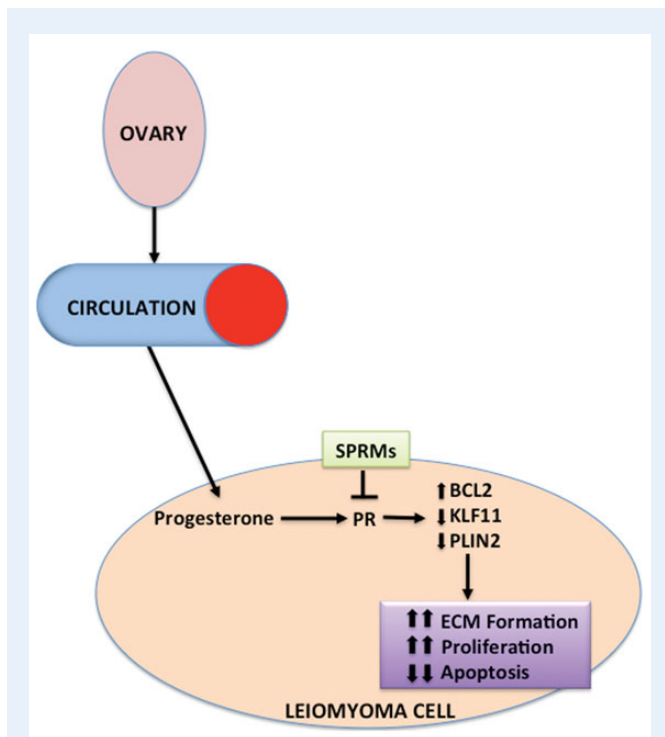 OVARY
CIRCULATION
SPRMs
Progesterone
PR
⬆BCL2
⬇KLF11
⬇PLIN2
⬆⬆ ECM Formation
⬆⬆ Proliferation
⬇⬇ Apoptosis
LEIOMYOMA CELL